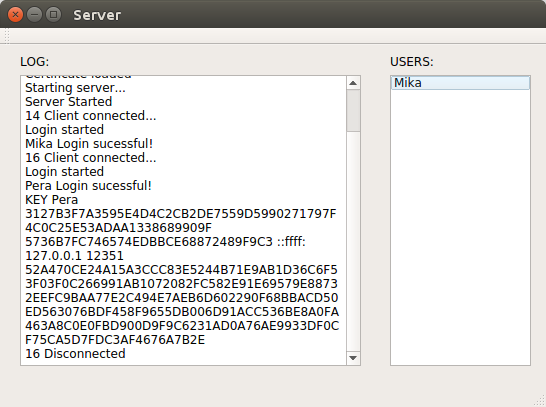 Server
LOG:
USERS:
Certificate loaded
Starting server...
Server Started
14 Client connected...
Login started
Mika Login sucessful!
16 Client connected...
Login started
Pera Login sucessful!
KEY Pera
3127B3F7A3595E4D4C2CB2DE7559D5990271797F
4C0C25E53ADAA1338689909F
5736B7FC746574EDBBCE68872489F9C3 ::ffff:
127.0.0.1 12351
52A470CE24A15A3CCC83E5244B71E9AB1D36C6F5
3F03F0C266991AB1072082FC582E91E69579E8873
2EEFC9BAA77E2C494E7AEB6D602290F68BBACD50
ED563076BDF458F9655DB006D91ACC536BE8A0FA
463A8C0E0FBD900D9F9C6231AD0A76AE9933DF0C
F75CA5D7FDC3AF4676A7B2E
16 Disconnected
Mika